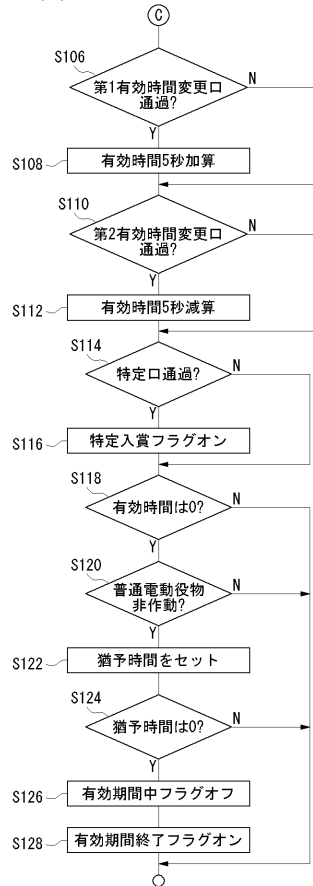 C
S106
第1有効時間変更口
通過?
N
Y
S108
有効時間5秒加算
S110
第2有効時間変更口
通過?
N
Y
S112
有効時間5秒減算
S114
特定口通過?
N
Y
S116
特定入賞フラグオン
S118
有効時間は0?
N
Y
S120
普通電動役物
非作動?
N
Y
S122
猶予時間をセット
S124
猶予時間は0?
N
Y
S126
有効期間中フラグオフ
S128
有効期間終了フラグオン